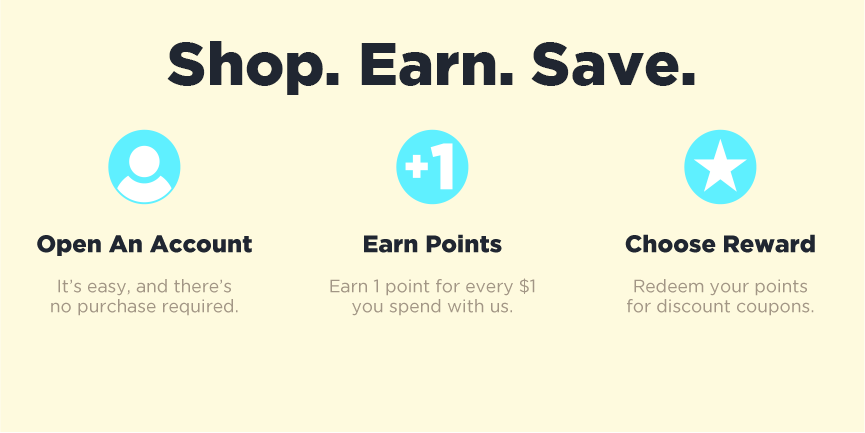 Shop. Earn. Save.
+1
Open An Account
It’s easy, and there’s
no purchase required.
Earn Points
Earn 1 point for every $1
you spend with us.
Choose Reward
Redeem your points
for discount coupons.